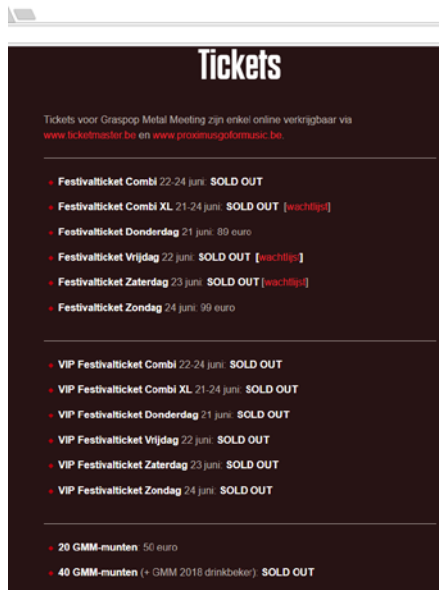 Tickets
Tickets voor Graspop Metal Meeting zijn enkel online verkrijgbaar via
www.ticketmaster.be en www.proximusgoformusic.be.
Festivalticket Combi 22-24 juni: SOLD OUT
Festivalticket Combi XL 21-24 juni: SOLD OUT [wachtlijst]
Festivalticket Donderdag 21 juni: 89 euro
Festivalticket Vrijdag 22 juni: SOLD OUT [wachtlijst]
Festivalticket Zaterdag 23 juni: SOLD OUT [wachtlijst]
Festivalticket Zondag 24 juni: 99 euro
VIP Festivalticket Combi 22-24 juni: SOLD OUT
VIP Festivalticket Combi XL 21-24 juni: SOLD OUT
VIP Festivalticket Donderdag 21 juni: SOLD OUT
VIP Festivalticket Vrijdag 22 juni: SOLD OUT
VIP Festivalticket Zaterdag 23 juni: SOLD OUT
VIP Festivalticket Zondag 24 juni: SOLD OUT
20 GMM-munten: 50 euro
40 GMM-munten (+ GMM 2018 drinkbeker): SOLD OUT